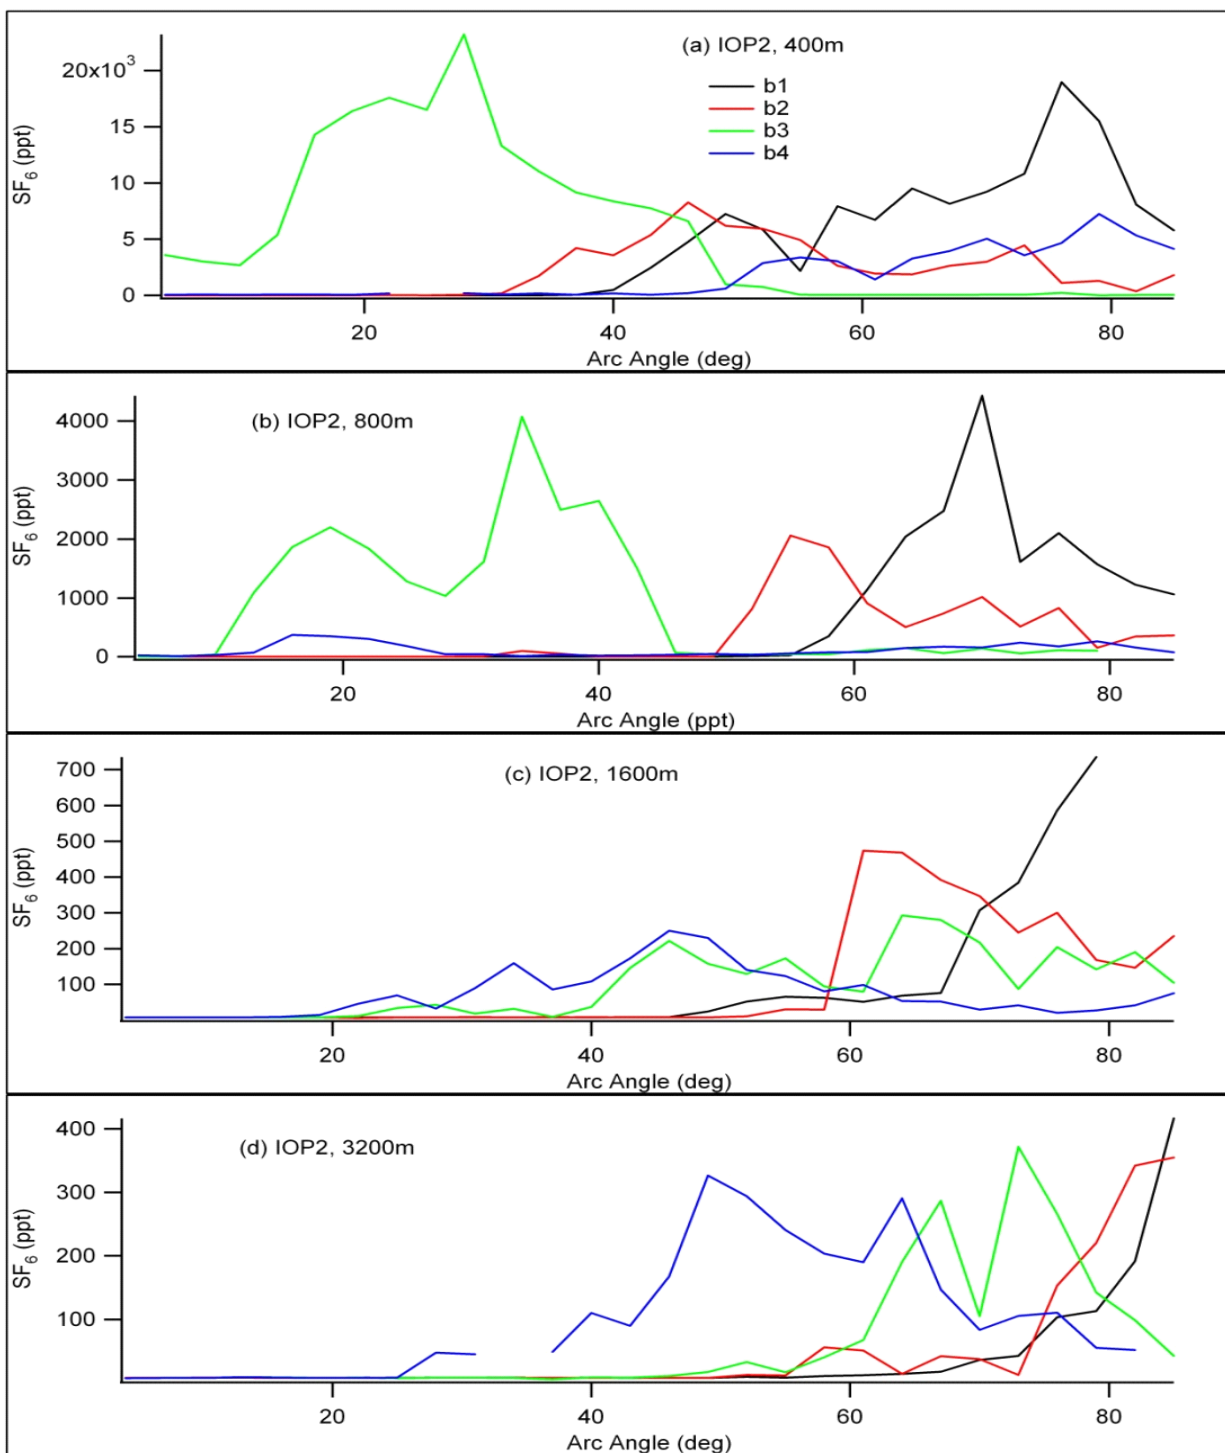 (a) IOP2, 400m
b1
b2
b3
b4
SF6 (ppt)
20x10³
15
10
5
0
20 40 60 80
Arc Angle (deg)
(b) IOP2, 800m
SF6 (ppt)
4000
3000
2000
1000
0
20 40 60 80
Arc Angle (ppt)
(c) IOP2, 1600m
SF6 (ppt)
700
600
500
400
300
200
100
20 40 60 80
Arc Angle (deg)
(d) IOP2, 3200m
SF6 (ppt)
400
300
200
100
20 40 60 80
Arc Angle (deg)